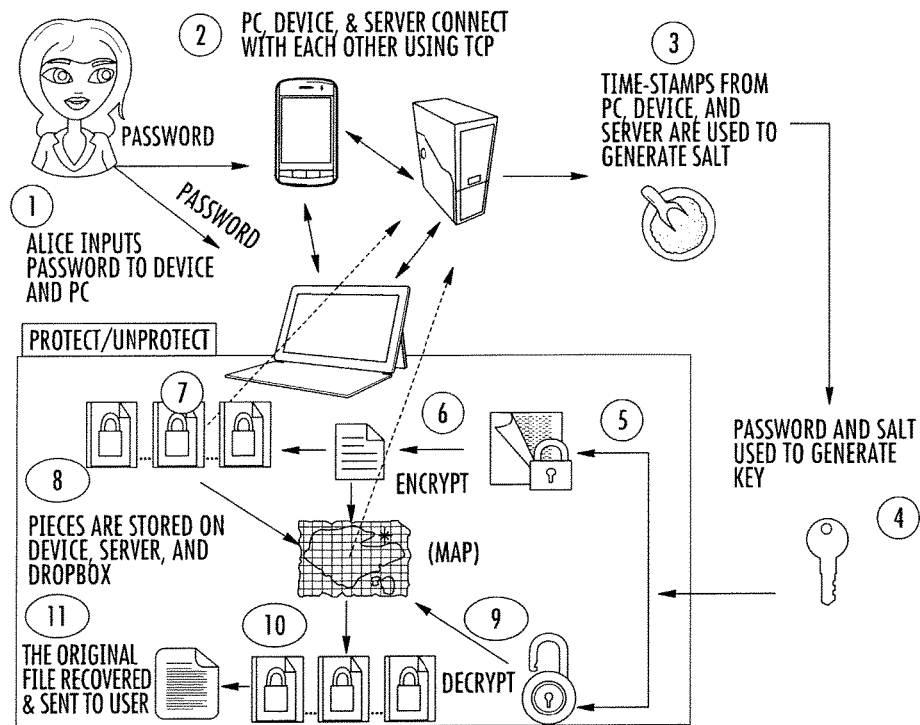 2
PC, DEVICE, & SERVER CONNECT
WITH EACH OTHER USING TCP
3
TIME-STAMPS FROM
PC, DEVICE, AND
SERVER ARE USED TO
GENERATE SALT
PASSWORD
PASSWORD
1
ALICE INPUTS
PASSWORD TO DEVICE
AND PC
PROTECT/UNPROTECT
7
6
5
ENCRYPT
PASSWORD AND SALT
USED TO GENERATE
KEY
4
8
PIECES ARE STORED ON
DEVICE, SERVER, AND
DROPBOX
(MAP)
11
THE ORIGINAL
FILE RECOVERED
& SENT TO USER
10
9
DECRYPT